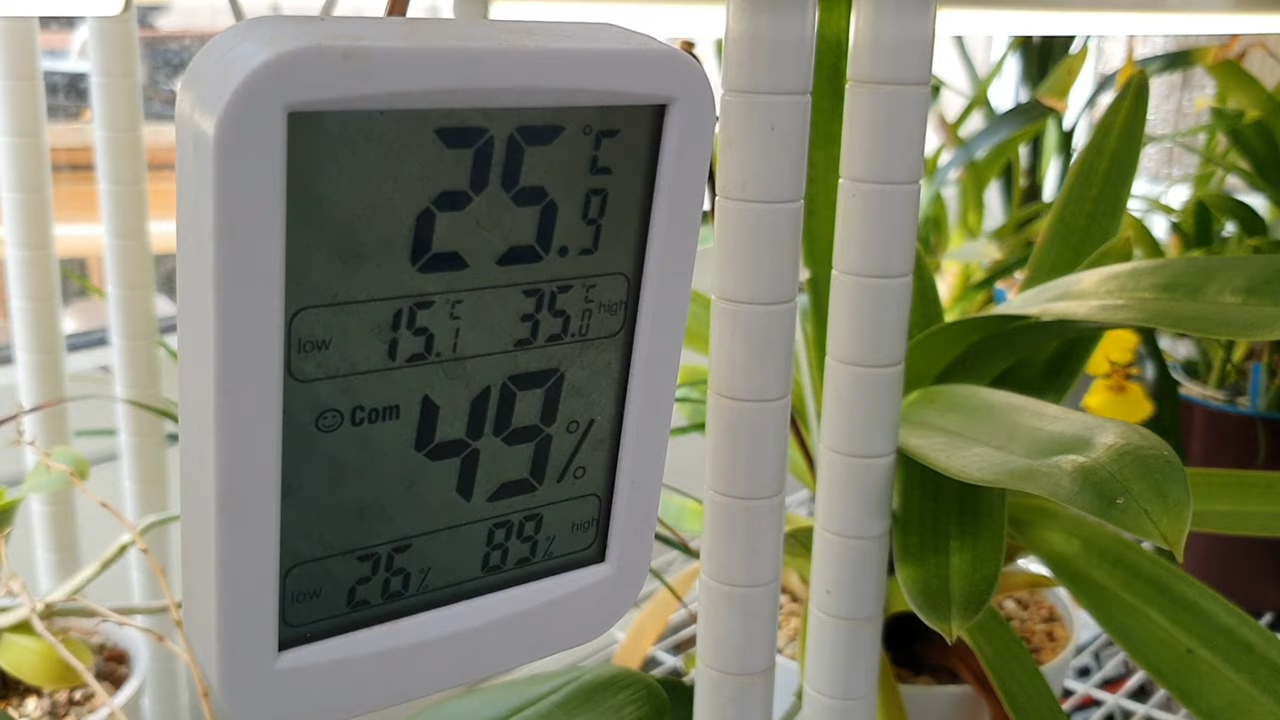 25.9 °C
low 15.1 °C 35.0 °C high
Com 49 %
low 26 % 89 % high